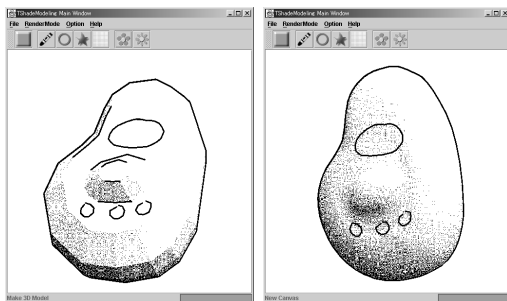 TShadeModeling Main Window
File RenderMode Option Help
Make 3D Model
TShadeModeling Main Window
File RenderMode Option Help
New Canvas